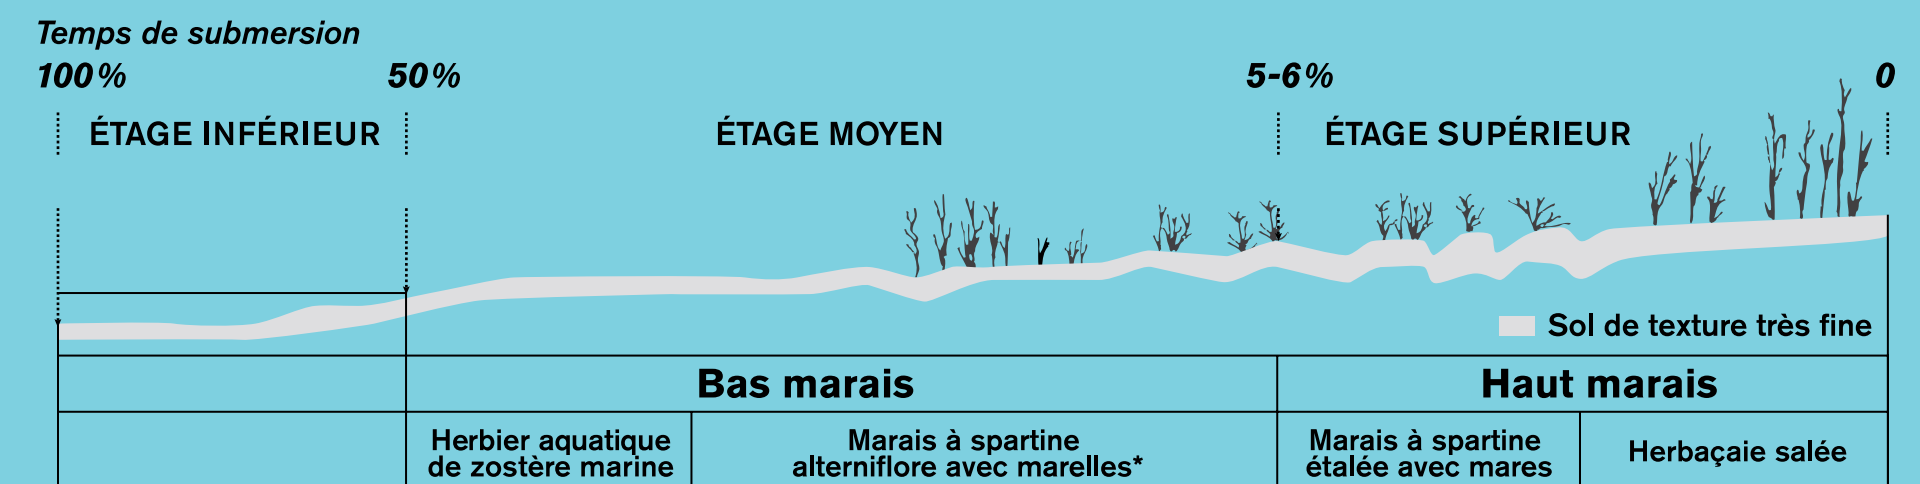 Temps de submersion
100 % 50 % 5-6 % 0
ÉTAGE INFÉRIEUR ÉTAGE MOYEN ÉTAGE SUPÉRIEUR
Sol de texture très fine
Bas marais Haut marais
Herbier aquatique
de zostère marine
Marais à spartine
alterniflore avec marelles*
Marais à spartine
étalée avec mares
Herbaçaie salée